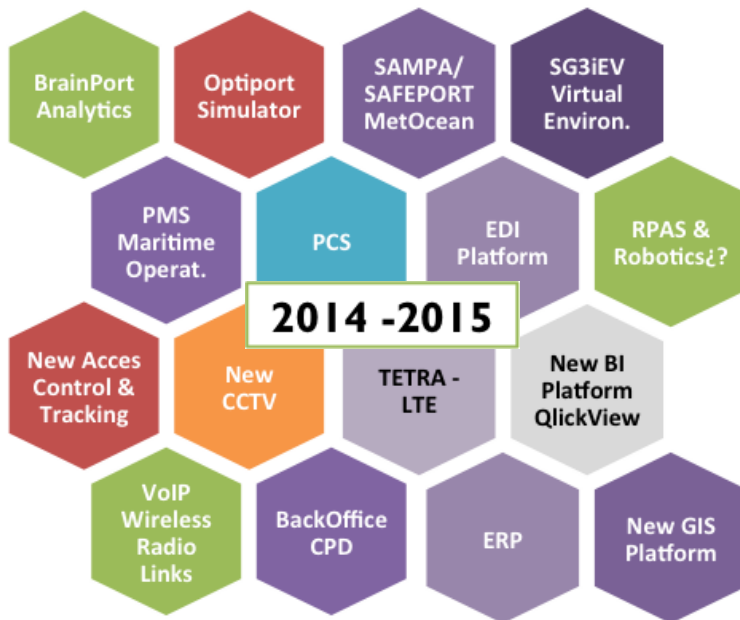 BrainPort
Analytics
Optiport
Simulator
SAMPA/
SAFEPORT
MetOcean
SG3iEV
Virtual
Environ.
PMS
Maritime
Operat.
PCS
EDI
Platform
RPAS &
Robotics¿?
2014 -2015
New Acces
Control &
Tracking
New
CCTV
TETRA -
LTE
New BI
Platform
QlickView
VoIP
Wireless
Radio
Links
BackOffice
CPD
ERP
New GIS
Platform